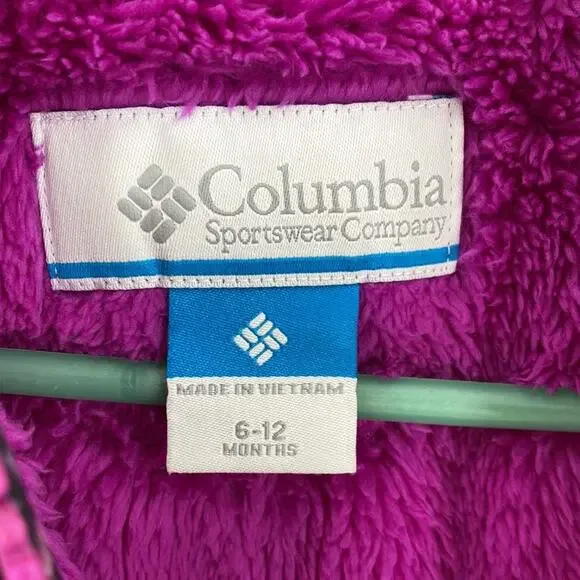 Columbia
Sportswear Company
MADE IN VIETNAM
6-12
MONTHS